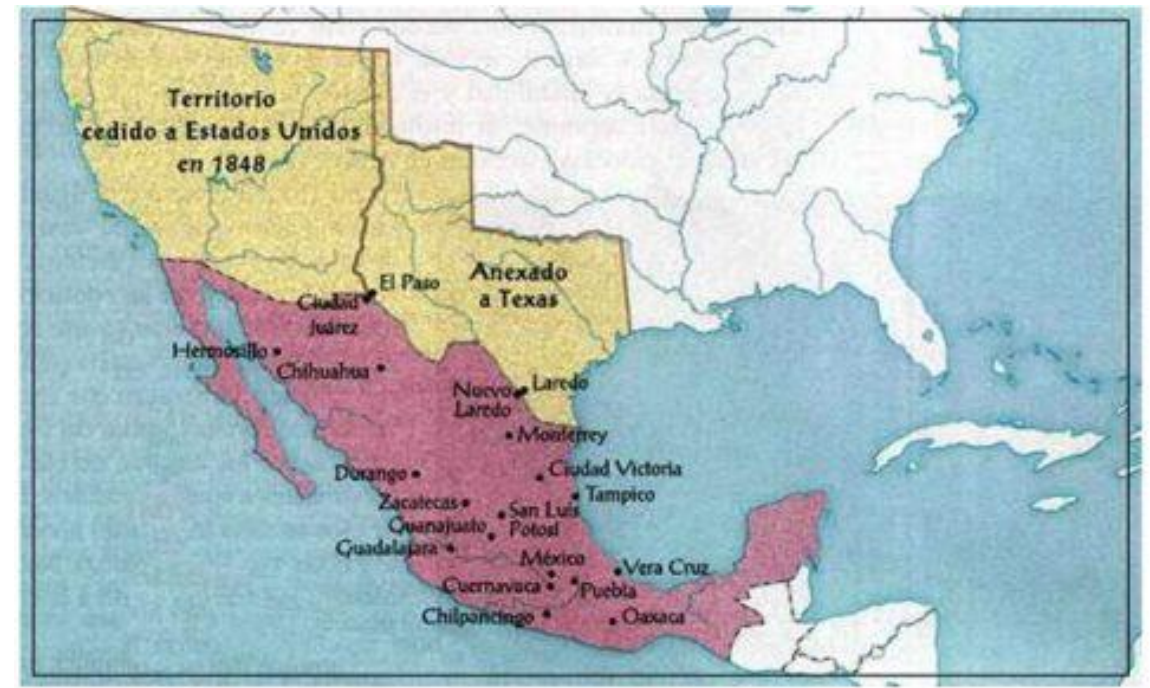 Territorio
cedido a Estados Unidos
en 1848
Anexado
a Texas
El Paso
Ciudad
Juárez
Hermosillo
Chihuahua
Nuevo
Laredo
Laredo
Monterrey
Durango
Ciudad Victoria
Zacatecas
Tampico
San Luis
Potosí
Guanajuato
Guadalajara
México
Vera Cruz
Cuernavaca
Puebla
Chilpancingo
Oaxaca